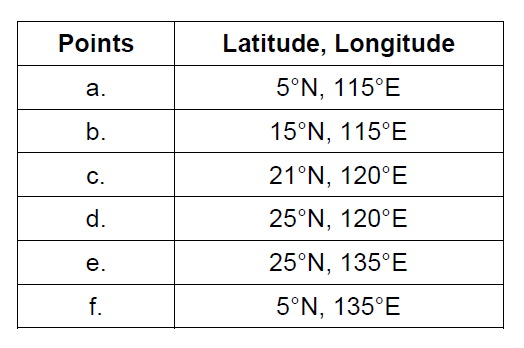 Points Latitude, Longitude
a. 5°N, 115°E
b. 15°N, 115°E
c. 21°N, 120°E
d. 25°N, 120°E
e. 25°N, 135°E
f. 5°N, 135°E